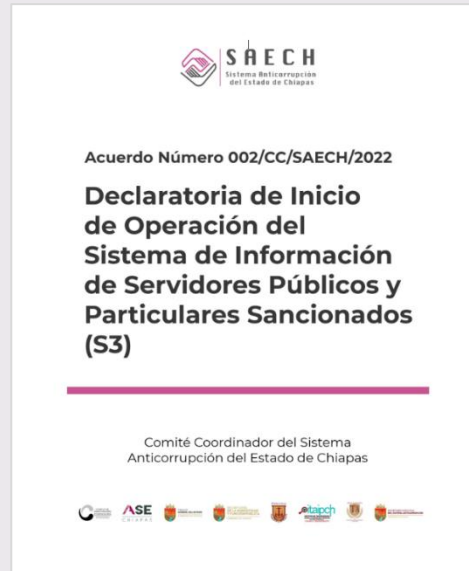 SAECH
Sistema Anticorrupción
del Estado de Chiapas
Acuerdo Número 002/CC/SAECH/2022
Declaratoria de Inicio
de Operación del
Sistema de Información
de Servidores Públicos y
Particulares Sancionados
(S3)
Comité Coordinador del Sistema
Anticorrupción del Estado de Chiapas
ASE
CHIAPAS
itaipch